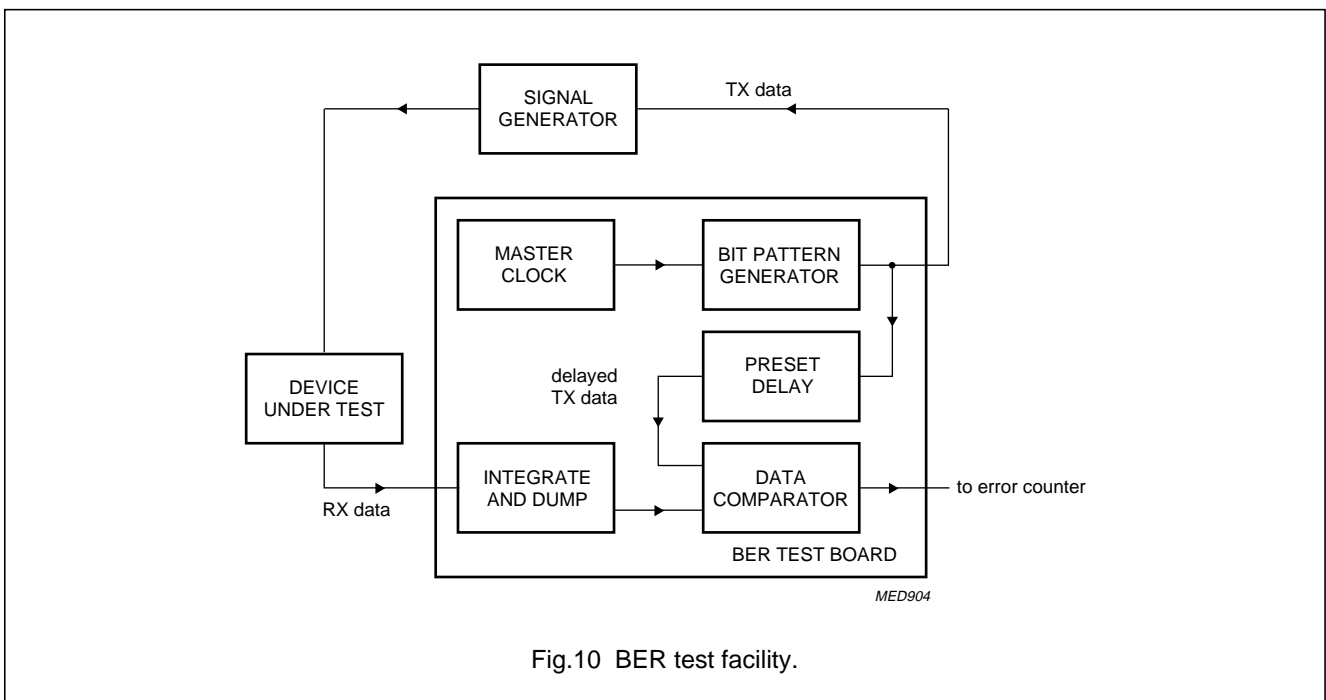 TX data
SIGNAL
GENERATOR
MASTER
CLOCK
BIT PATTERN
GENERATOR
PRESET
DELAY
delayed
TX data
DEVICE
UNDER TEST
INTEGRATE
AND DUMP
DATA
COMPARATOR
to error counter
RX data
BER TEST BOARD
MED904
Fig.10 BER test facility.